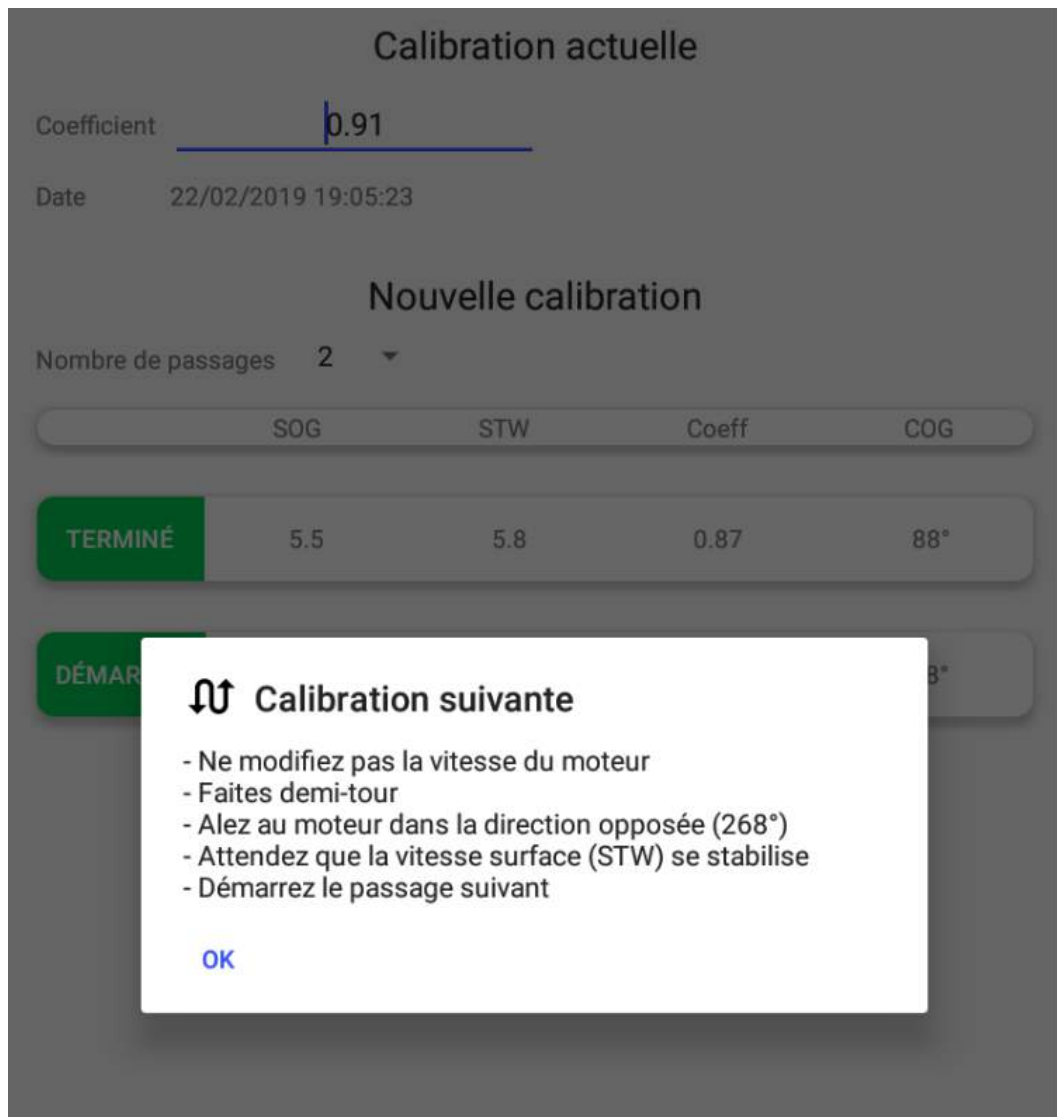 Calibration actuelle
Coefficient 0.91
Date 22/02/2019 19:05:23
Nouvelle calibration
Nombre de passages 2
SOG STW Coeff COG
TERMINÉ 5.5 5.8 0.87 88°
Calibration suivante
- Ne modifiez pas la vitesse du moteur
- Faites demi-tour
- Alez au moteur dans la direction opposée (268°)
- Attendez que la vitesse surface (STW) se stabilise
- Démarrez le passage suivant
OK